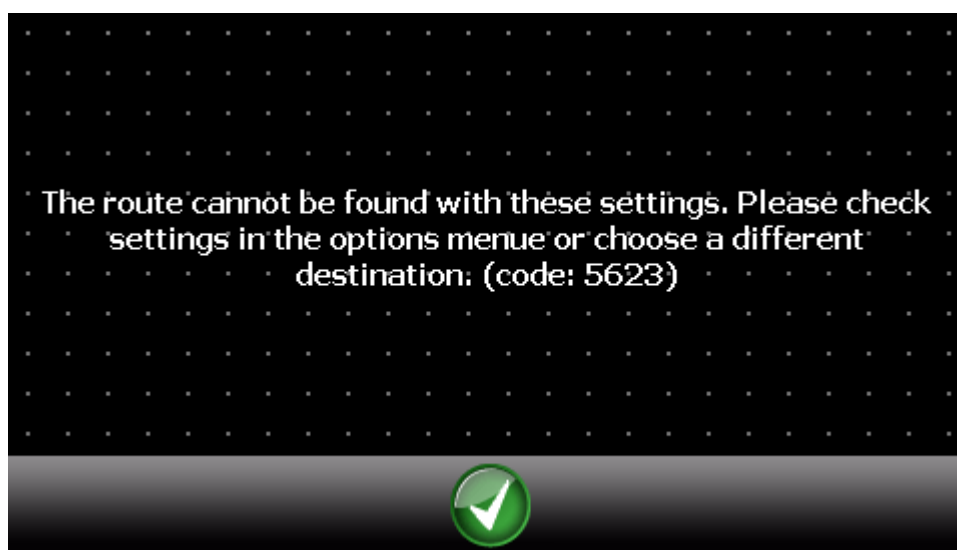 The route cannot be found with these settings. Please check
settings in the options menue or choose a different
destination. (code: 5623)